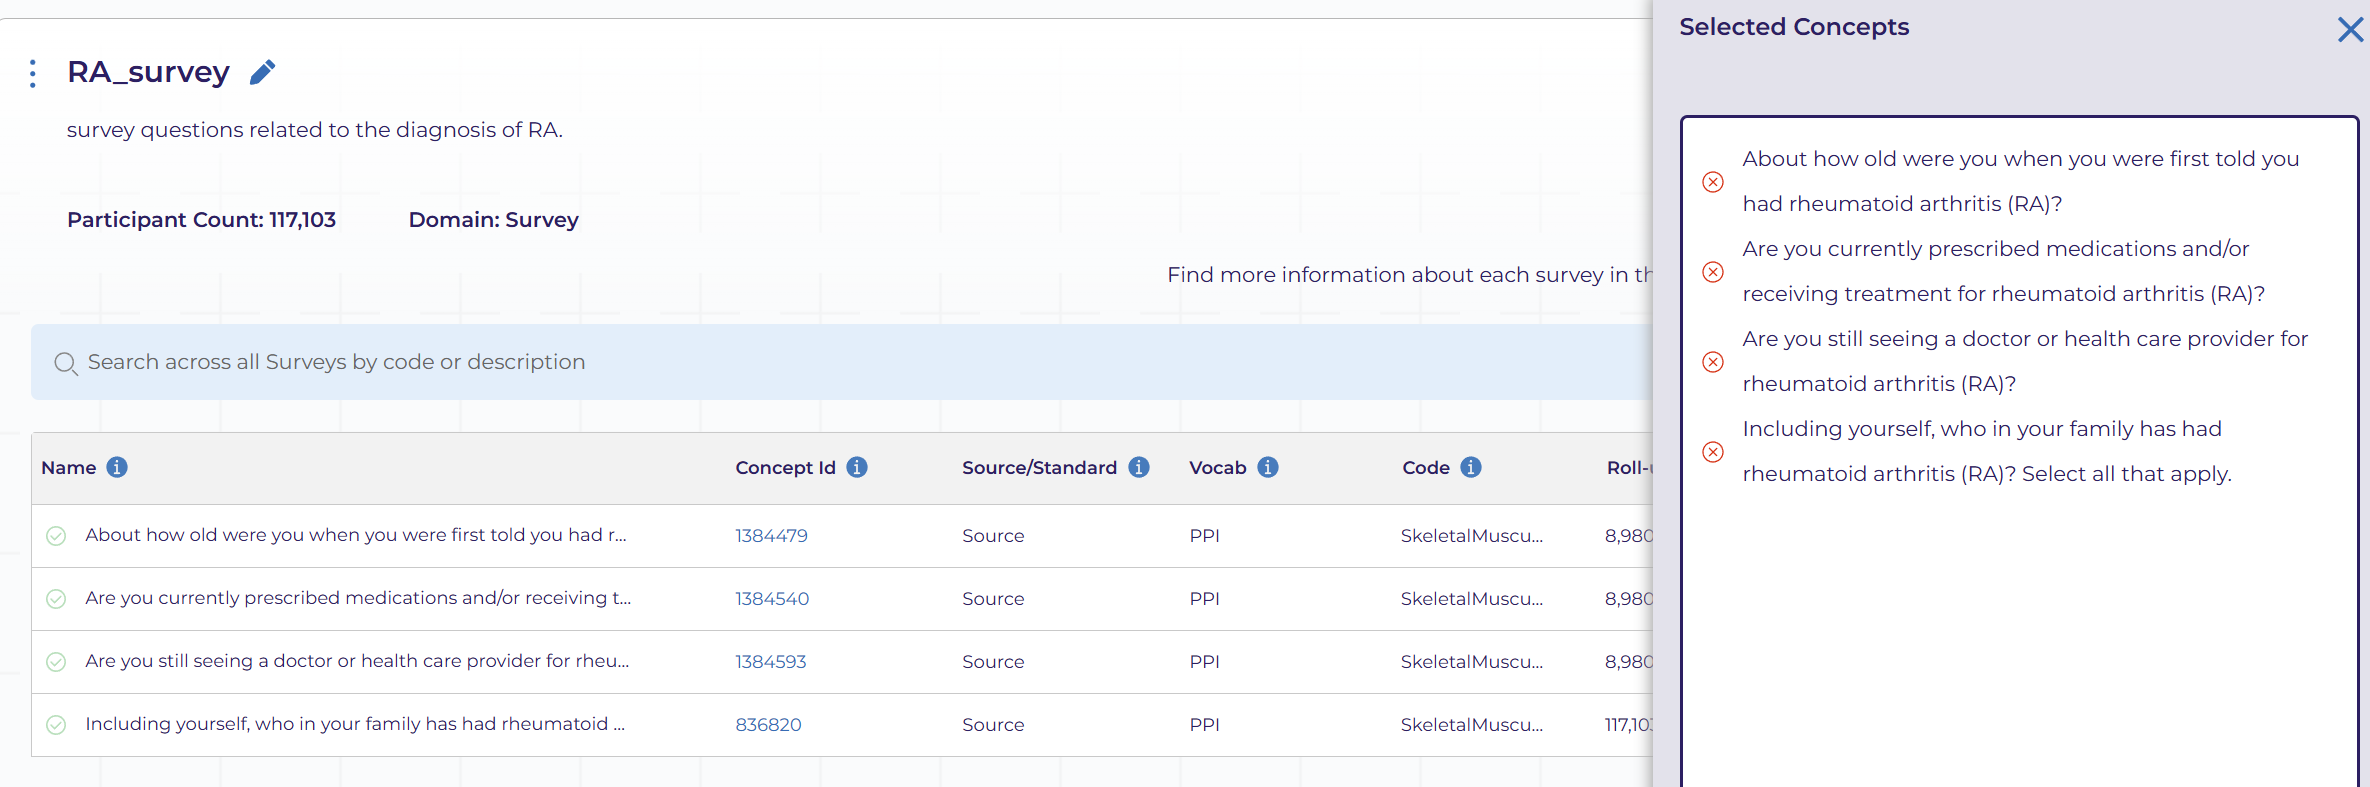 RA_survey
survey questions related to the diagnosis of RA.
Participant Count: 117,103
Domain: Survey
Find more information about each survey in th
Search across all Surveys by code or description
Name
Concept Id
Source/Standard
Vocab
Code
Roll-u
About how old were you when you were first told you had r...
1384479
Source
PPI
SkeletalMuscu...
8,980
Are you currently prescribed medications and/or receiving t...
1384540
Source
PPI
SkeletalMuscu...
8,980
Are you still seeing a doctor or health care provider for rheu...
1384593
Source
PPI
SkeletalMuscu...
8,980
Including yourself, who in your family has had rheumatoid ...
836820
Source
PPI
SkeletalMuscu...
117,103
Selected Concepts
About how old were you when you were first told you
had rheumatoid arthritis (RA)?
Are you currently prescribed medications and/or
receiving treatment for rheumatoid arthritis (RA)?
Are you still seeing a doctor or health care provider for
rheumatoid arthritis (RA)?
Including yourself, who in your family has had
rheumatoid arthritis (RA)? Select all that apply.